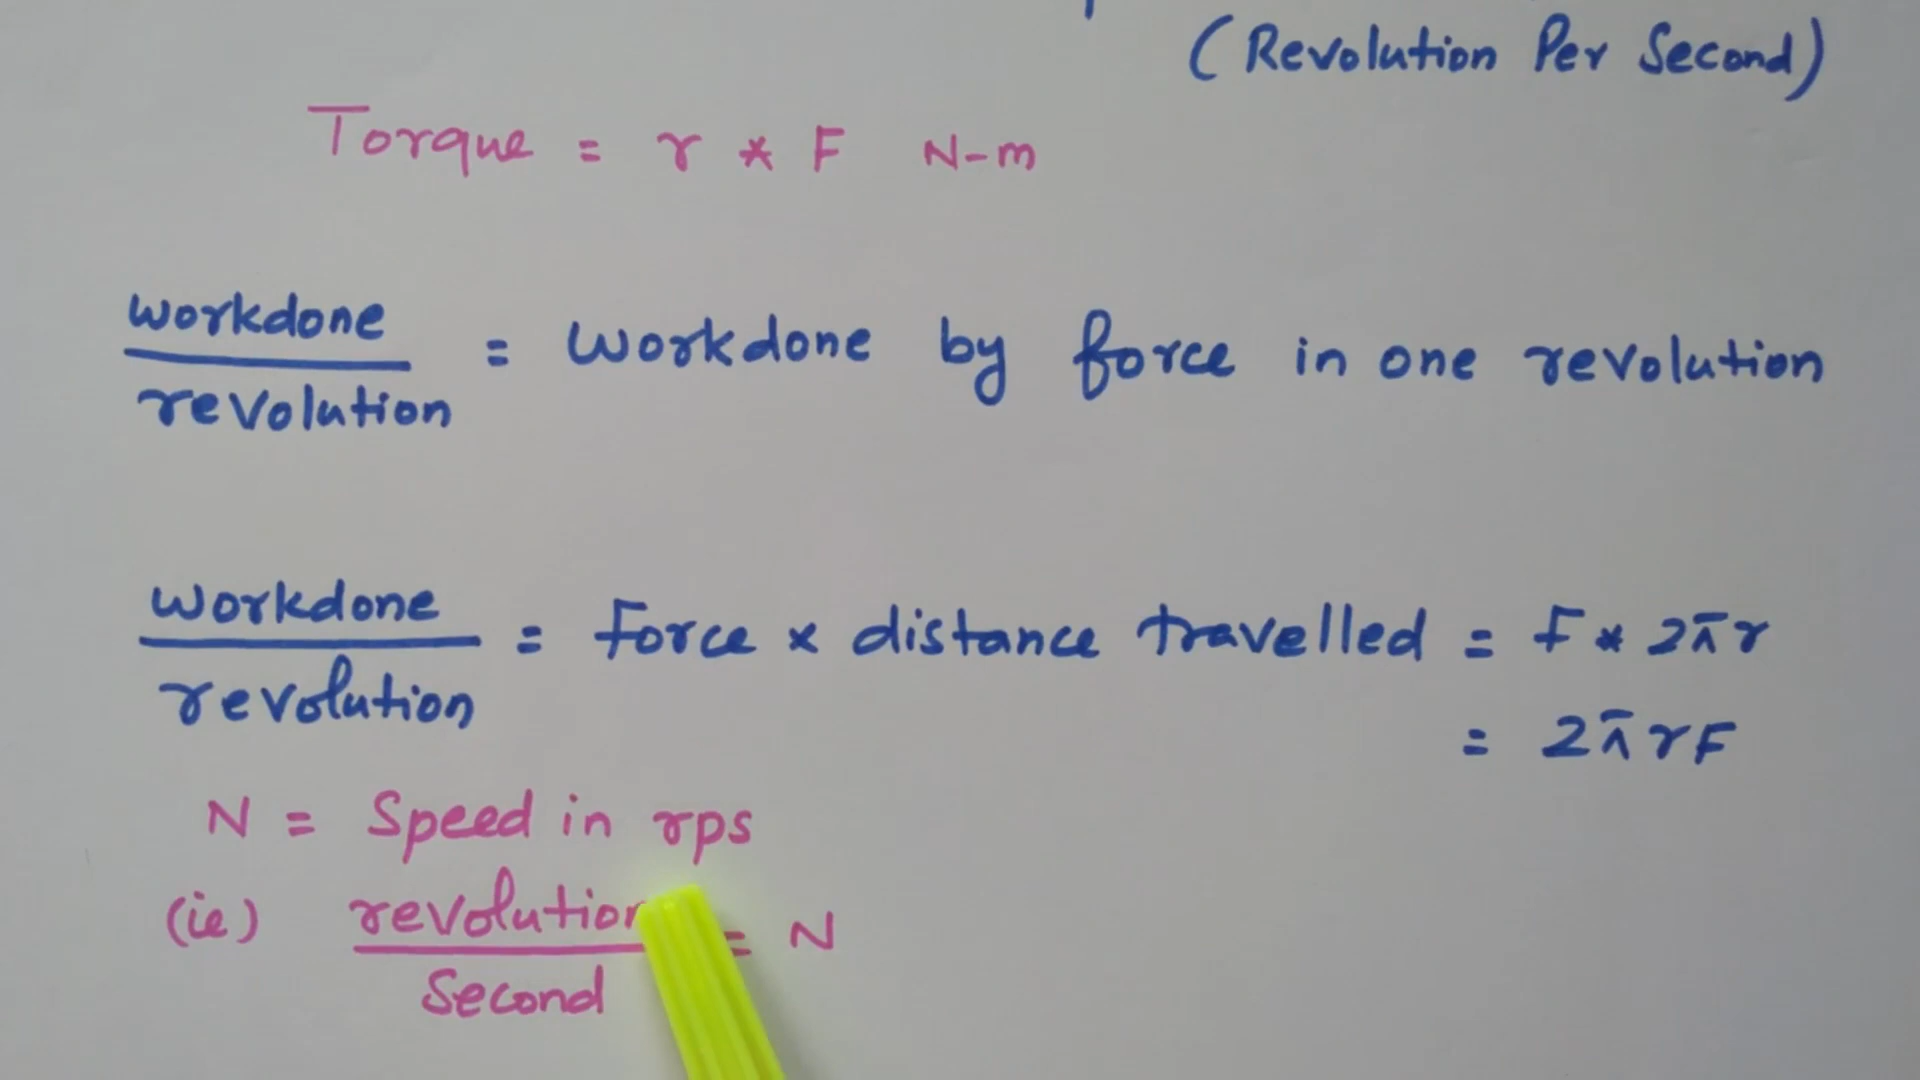 (Revolution Per Second)
Torque = r * F N-m
workdone
revolution
= workdone by force in one revolution
workdone
revolution
= Force × distance travelled = F * 2πr
= 2πrF
N = Speed in rps
(ie) revolution
Second
= N